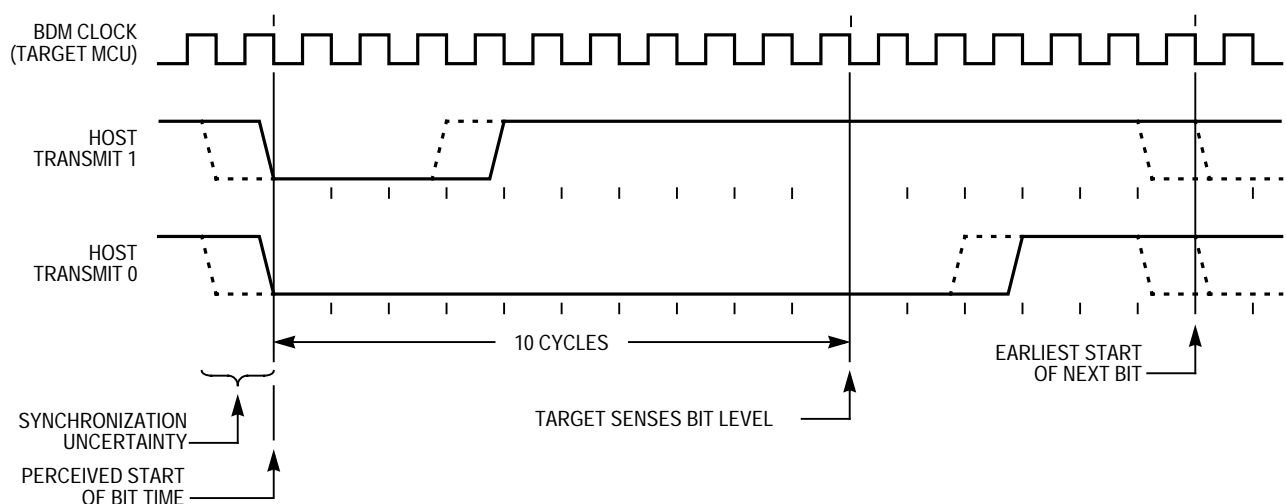 BDM CLOCK
(TARGET MCU)
HOST
TRANSMIT 1
HOST
TRANSMIT 0
10 CYCLES
EARLIEST START
OF NEXT BIT
TARGET SENSES BIT LEVEL
SYNCHRONIZATION
UNCERTAINTY
PERCEIVED START
OF BIT TIME